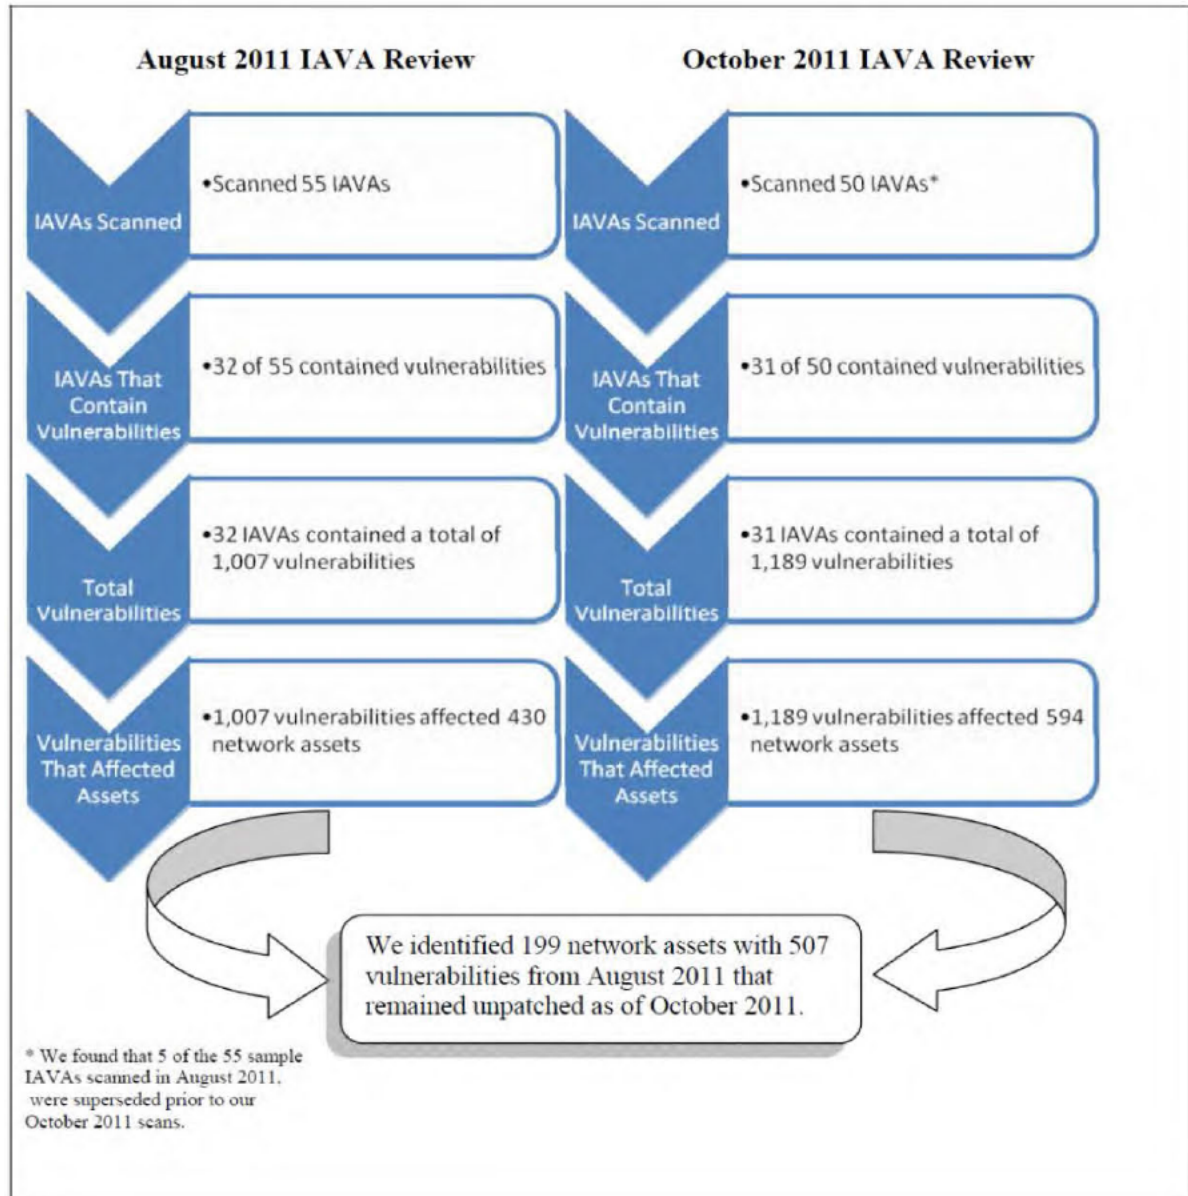 August 2011 IAVA Review
IAVAs Scanned
•Scanned 55 IAVAs
IAVAs That
Contain
Vulnerabilities
•32 of 55 contained vulnerabilities
Total
Vulnerabilities
•32 IAVAs contained a total of
1,007 vulnerabilities
Vulnerabilities
That Affected
Assets
•1,007 vulnerabilities affected 430
network assets
October 2011 IAVA Review
IAVAs Scanned
•Scanned 50 IAVAs*
IAVAs That
Contain
Vulnerabilities
•31 of 50 contained vulnerabilities
Total
Vulnerabilities
•31 IAVAs contained a total of
1,189 vulnerabilities
Vulnerabilities
That Affected
Assets
•1,189 vulnerabilities affected 594
network assets
We identified 199 network assets with 507
vulnerabilities from August 2011 that
remained unpatched as of October 2011.
* We found that 5 of the 55 sample
IAVAs scanned in August 2011,
were superseded prior to our
October 2011 scans.